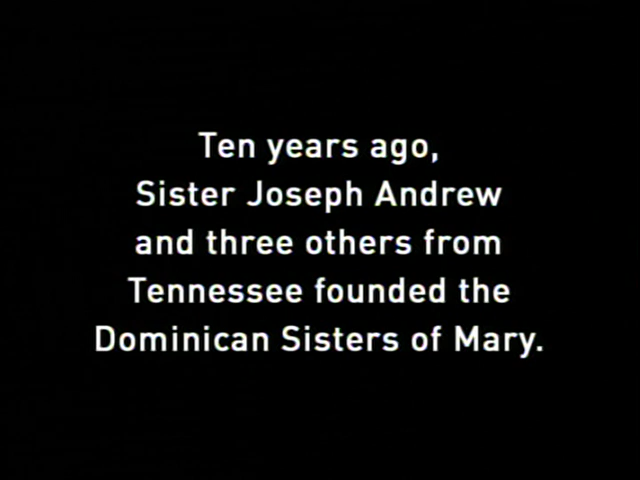 Ten years ago,
Sister Joseph Andrew
and three others from
Tennessee founded the
Dominican Sisters of Mary.